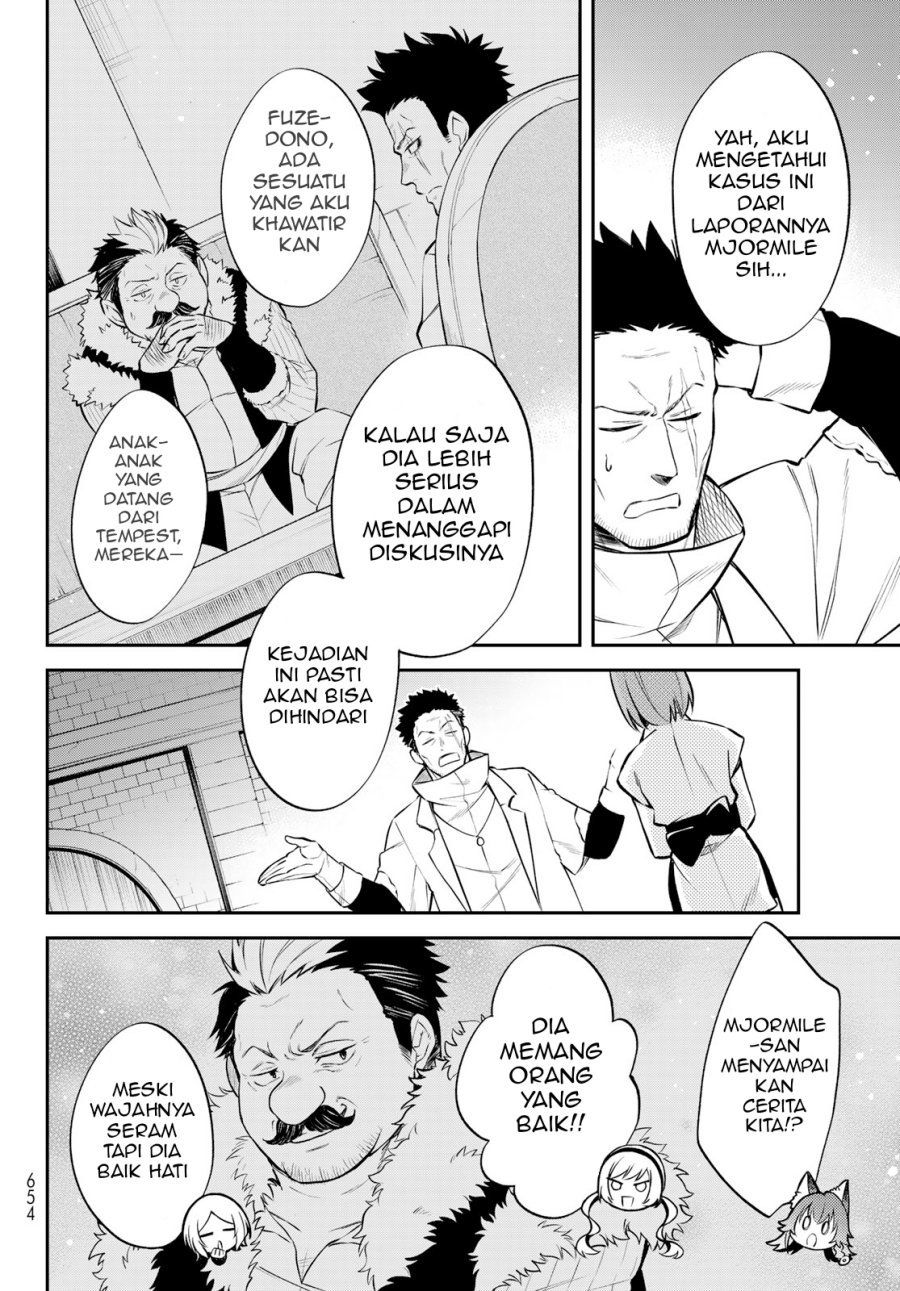 YAH, AKU
MENGETAHUI
KASUS INI
DARI
LAPORANNYA
MJORMILE
SIH...
FUZE-
DONO,
ADA
SESUATU
YANG AKU
KHAWATIR
KAN
ANAK-
ANAK
YANG
DATANG
DARI
TEMPEST,
MEREKA—
KALAU SAJA
DIA LEBIH
SERIUS
DALAM
MENANGGAPI
DISKUSINYA
KEJADIAN
INI PASTI
AKAN BISA
DIHINDARI
MJORMILE
-SAN
MENYAMPAI
KAN
CERITA
KITA!?
DIA
MEMANG
ORANG
YANG
BAIK!!
MESKI
WAJAHNYA
SERAM
TAPI DIA
BAIK HATI
654